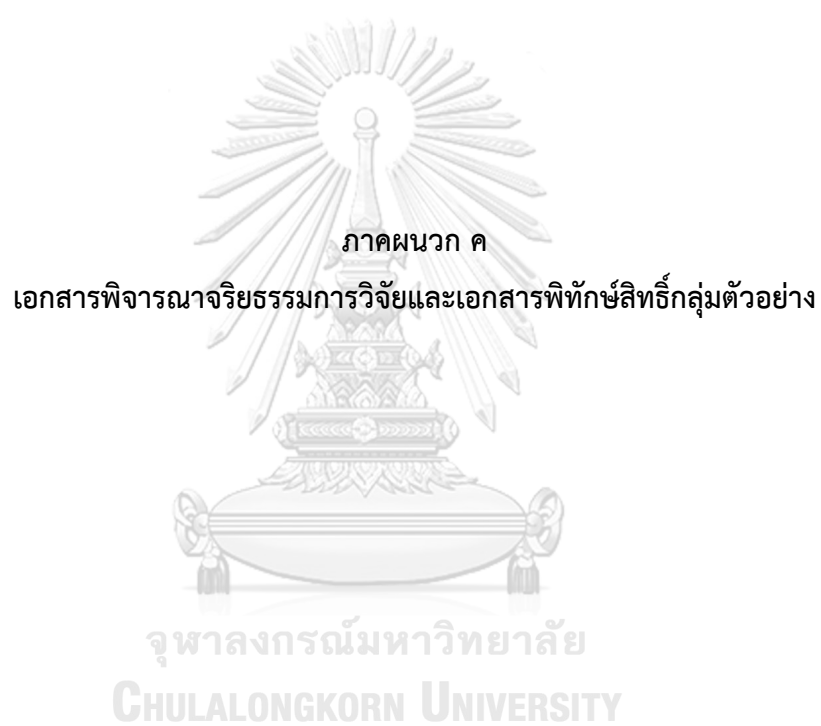 ภาคผนวก ค
เอกสารพิจารณาจริยธรรมการวิจัยและเอกสารพิทักษ์สิทธิ์กลุ่มตัวอย่าง
จุฬาลงกรณ์มหาวิทยาลัย
CHULALONGKORN UNIVERSITY